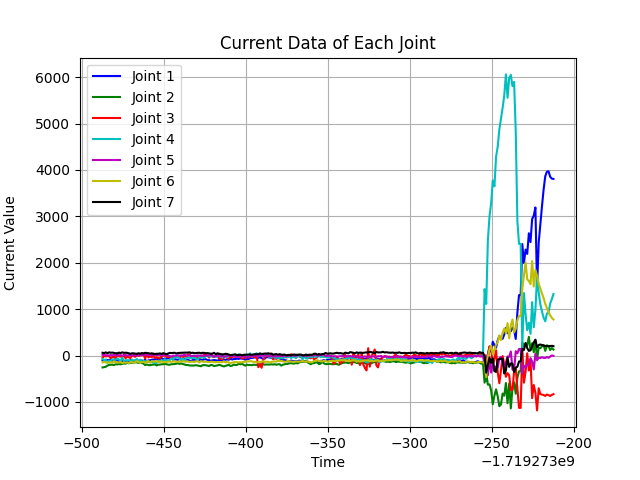 Current Data of Each Joint
6000
5000
4000
3000
2000
1000
0
−1000
Current Value
Joint 1
Joint 2
Joint 3
Joint 4
Joint 5
Joint 6
Joint 7
−500 −450 −400 −350 −300 −250 −200
Time
−1.719273e9